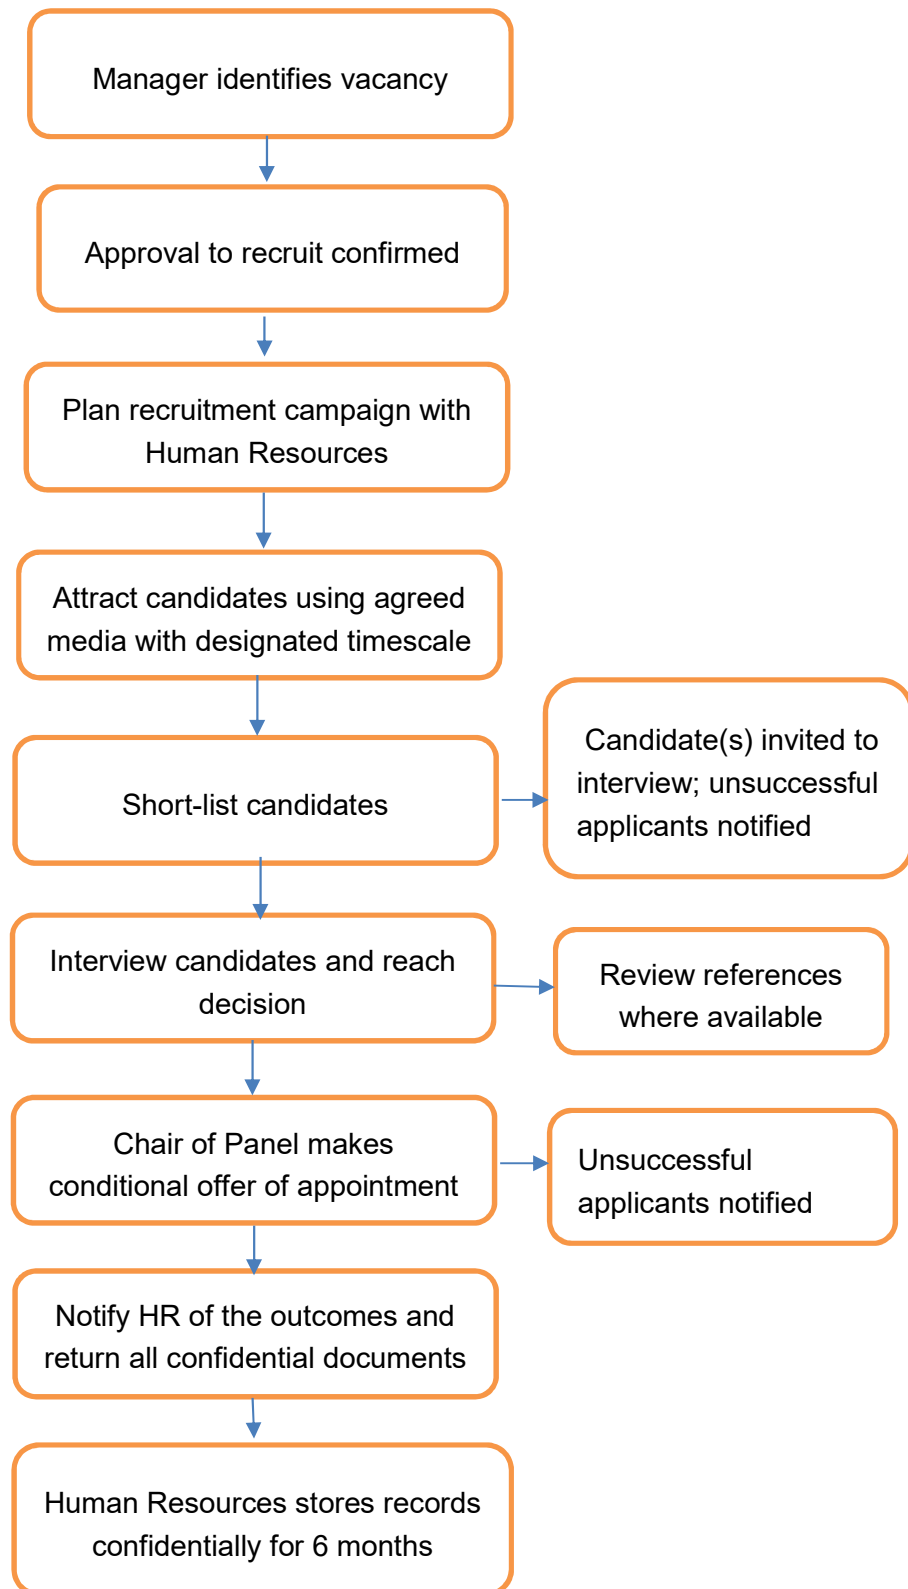 Manager identifies vacancy
Approval to recruit confirmed
Plan recruitment campaign with
Human Resources
Attract candidates using agreed
media with designated timescale
Short-list candidates
Candidate(s) invited to
interview; unsuccessful
applicants notified
Interview candidates and reach
decision
Review references
where available
Chair of Panel makes
conditional offer of appointment
Unsuccessful
applicants notified
Notify HR of the outcomes and
return all confidential documents
Human Resources stores records
confidentially for 6 months